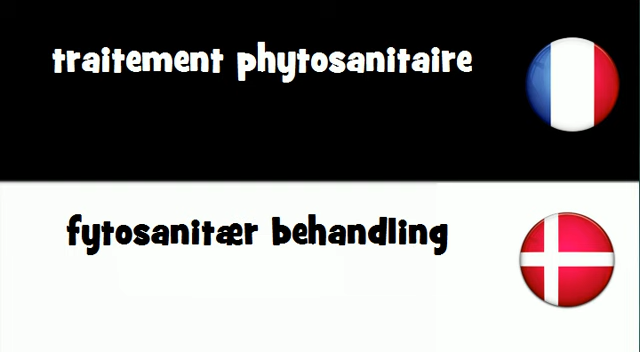 traitement phytosanitaire
fytosanitær behandling